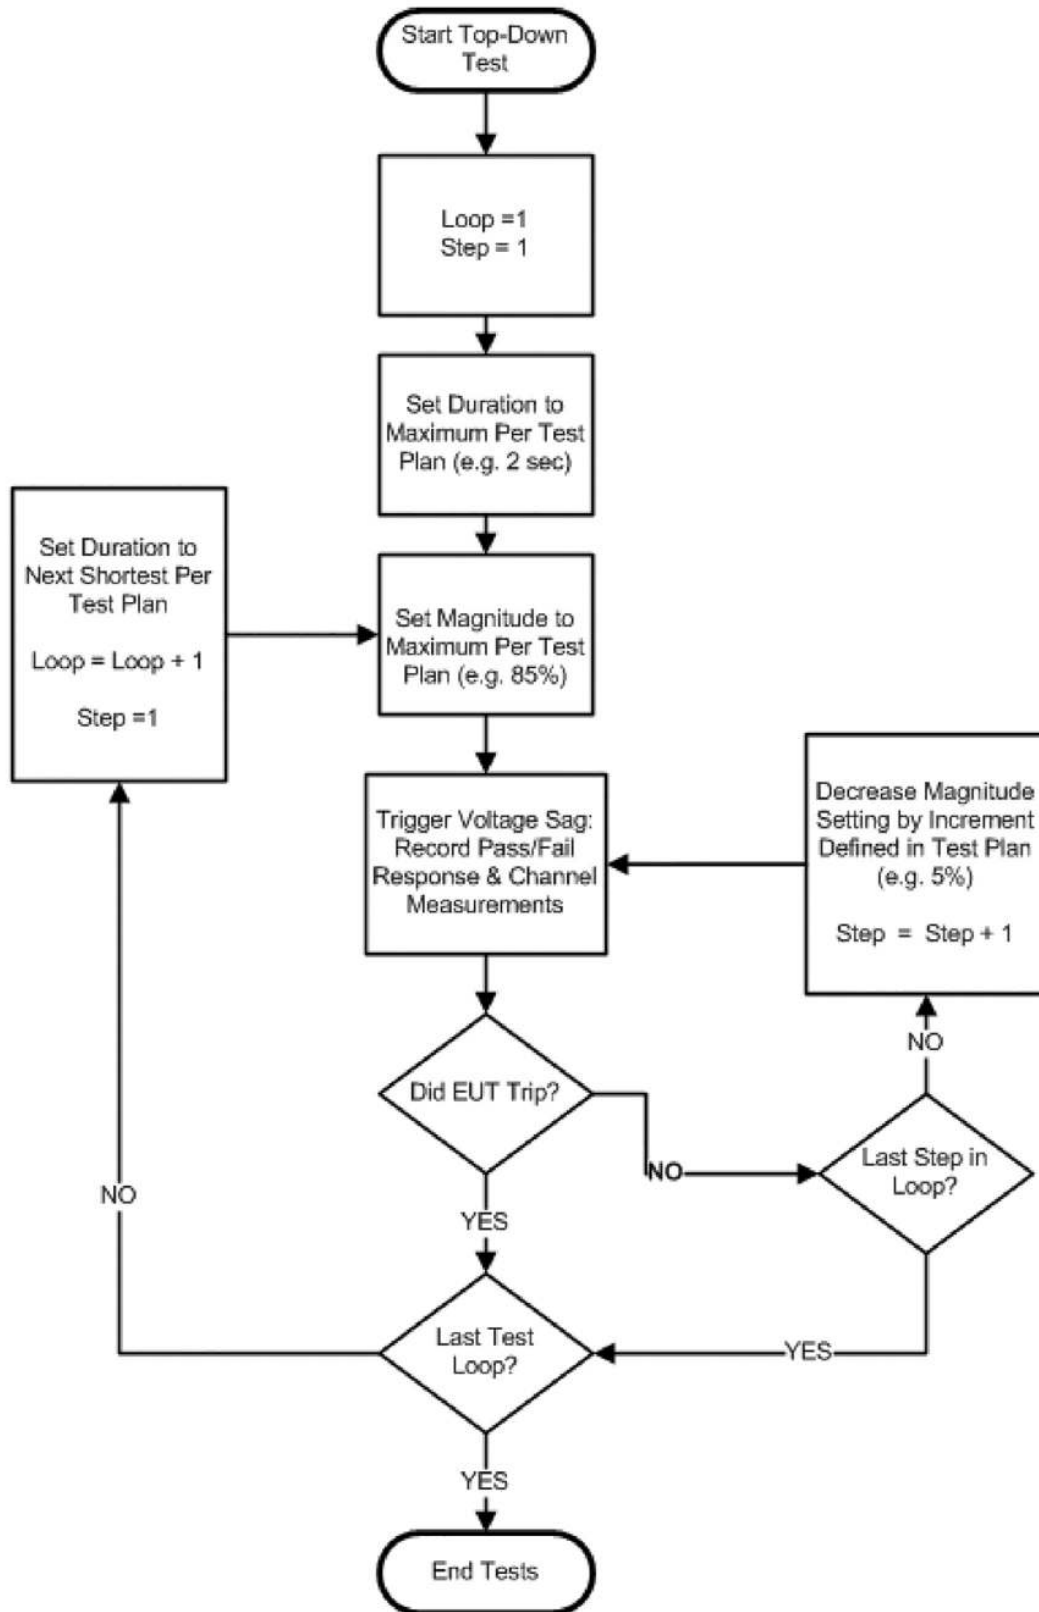 Start Top-Down
Test
Loop =1
Step = 1
Set Duration to
Maximum Per Test
Plan (e.g. 2 sec)
Set Duration to
Next Shortest Per
Test Plan
Loop = Loop + 1
Step =1
Set Magnitude to
Maximum Per Test
Plan (e.g. 85%)
Trigger Voltage Sag:
Record Pass/Fail
Response & Channel
Measurements
Decrease Magnitude
Setting by Increment
Defined in Test Plan
(e.g. 5%)
Step = Step + 1
NO
Did EUT Trip?
NO
Last Step in
Loop?
NO
YES
Last Test
Loop?
YES
YES
End Tests